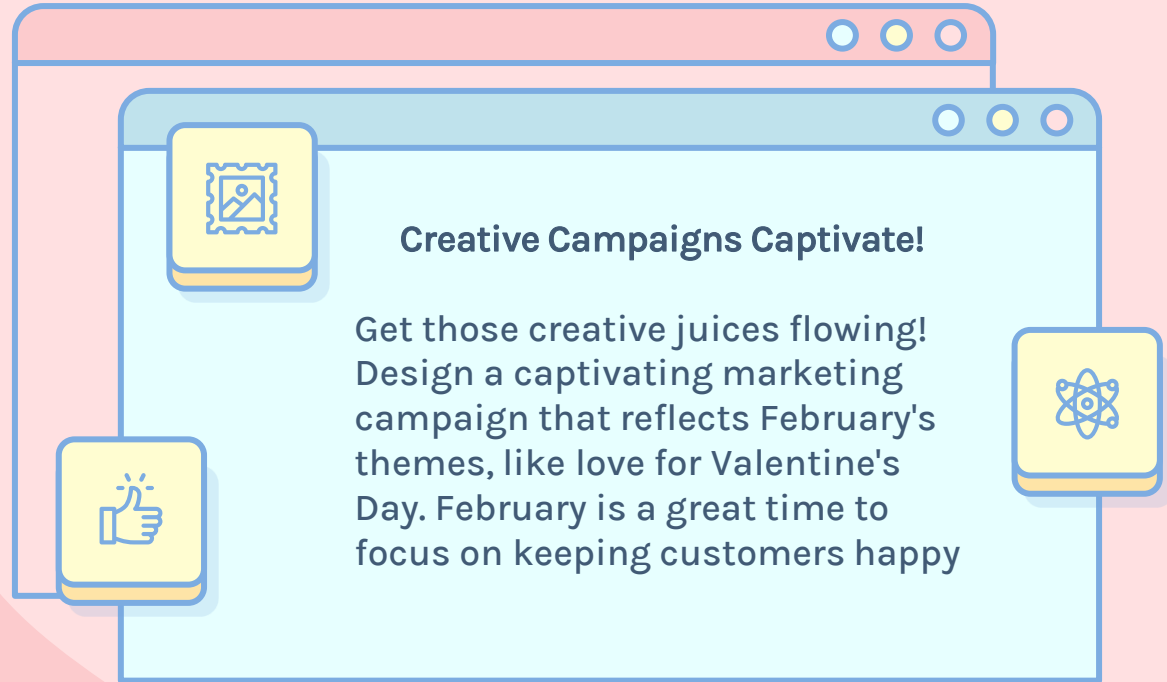 Creative Campaigns Captivate!
Get those creative juices flowing!
Design a captivating marketing
campaign that reflects February's
themes, like love for Valentine's
Day. February is a great time to
focus on keeping customers happy